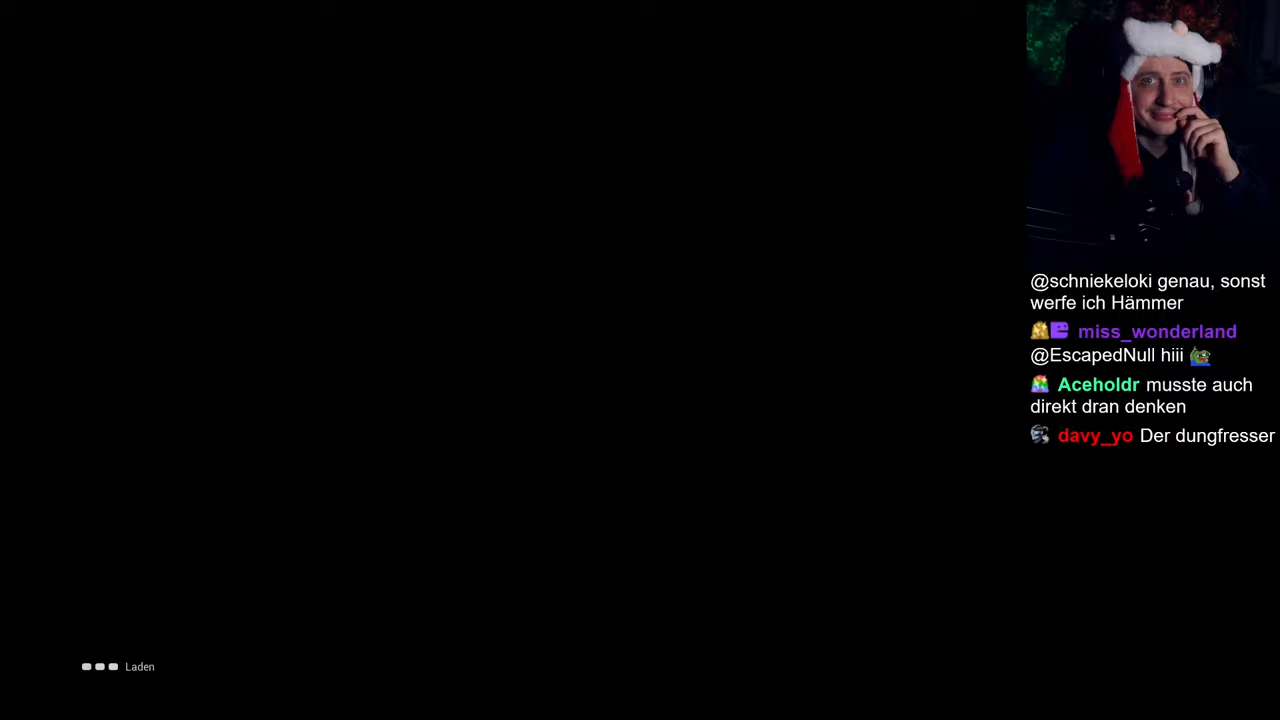 @schniekeloki genau, sonst
werfe ich Hämmer
miss_wonderland
@EscapedNull hiii
Aceholdr musste auch
direkt dran denken
davy_yo Der dungfresser
Laden